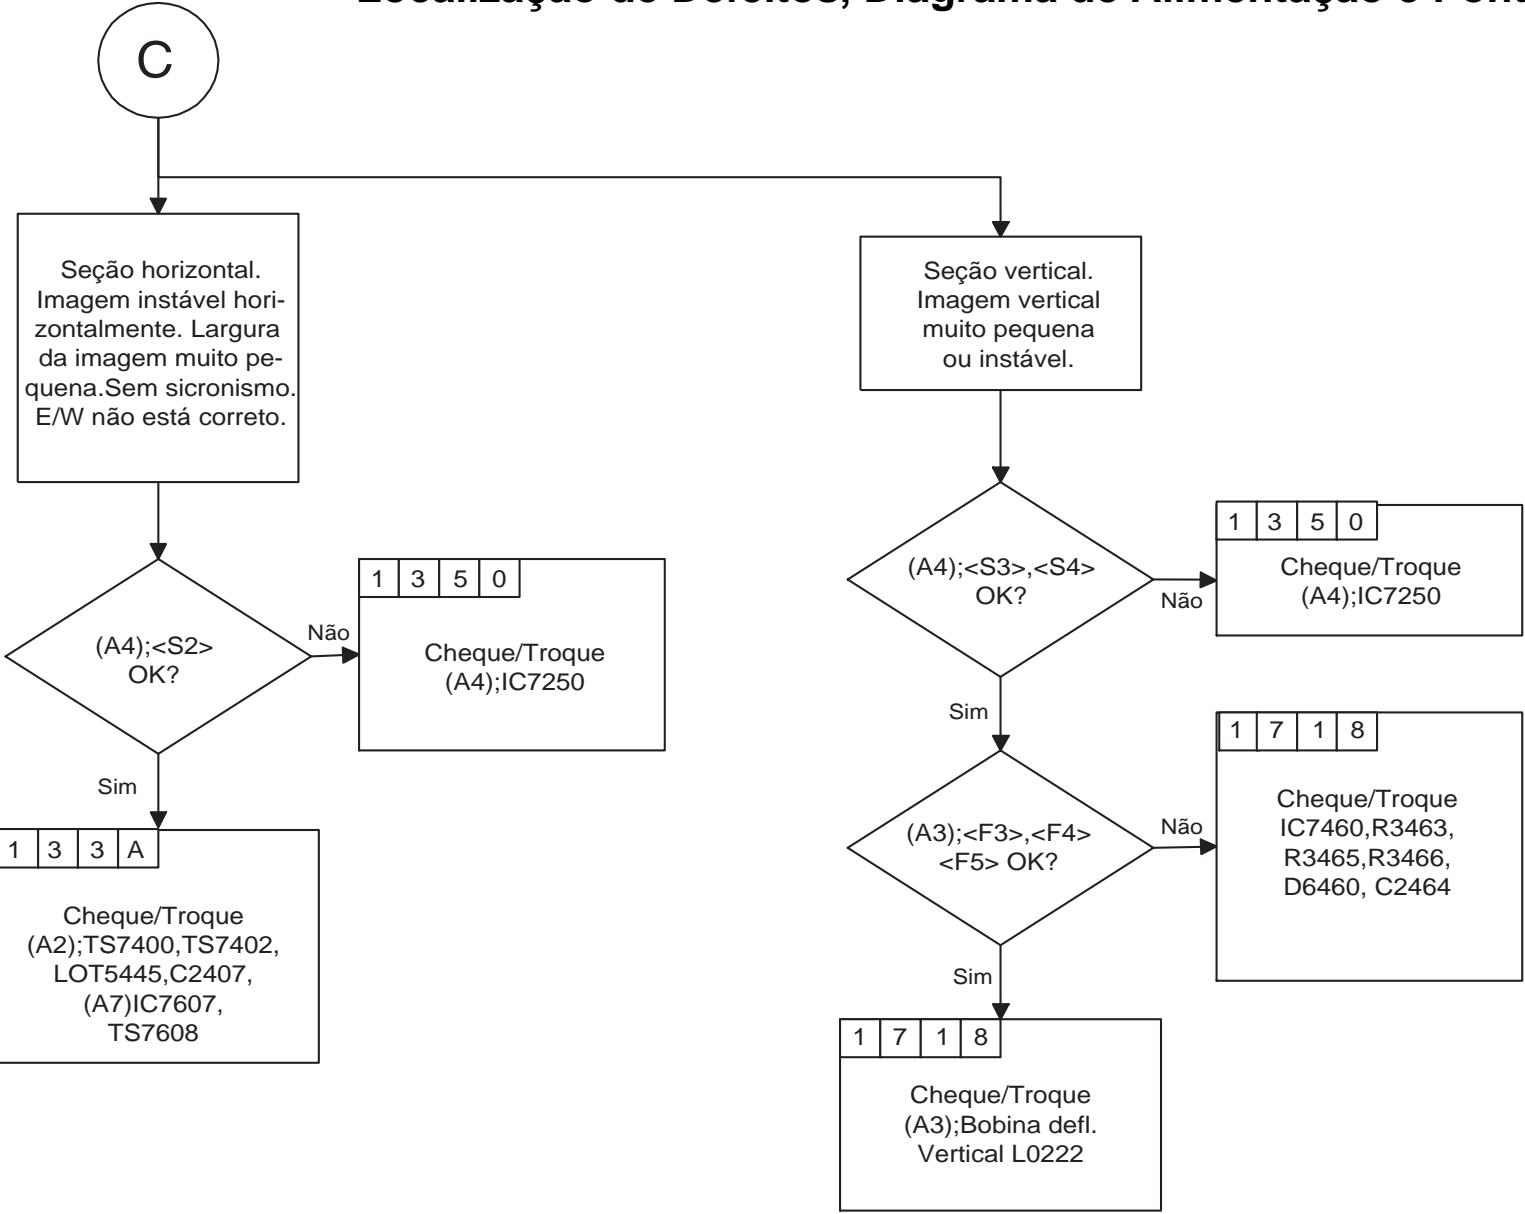 C
Seção horizontal.
Imagem instável hori-
zontalmente. Largura
da imagem muito pe-
quena.Sem sicronismo.
E/W não está correto.
(A4);<S2>
OK?
Não
1 3 5 0
Cheque/Troque
(A4);IC7250
Sim
1 3 3 A
Cheque/Troque
(A2);TS7400,TS7402,
LOT5445,C2407,
(A7)IC7607,
TS7608
Seção vertical.
Imagem vertical
muito pequena
ou instável.
(A4);<S3>,<S4>
OK?
Não
1 3 5 0
Cheque/Troque
(A4);IC7250
Sim
(A3);<F3>,<F4>
<F5> OK?
Não
1 7 1 8
Cheque/Troque
IC7460,R3463,
R3465,R3466,
D6460, C2464
Sim
1 7 1 8
Cheque/Troque
(A3);Bobina defl.
Vertical L0222